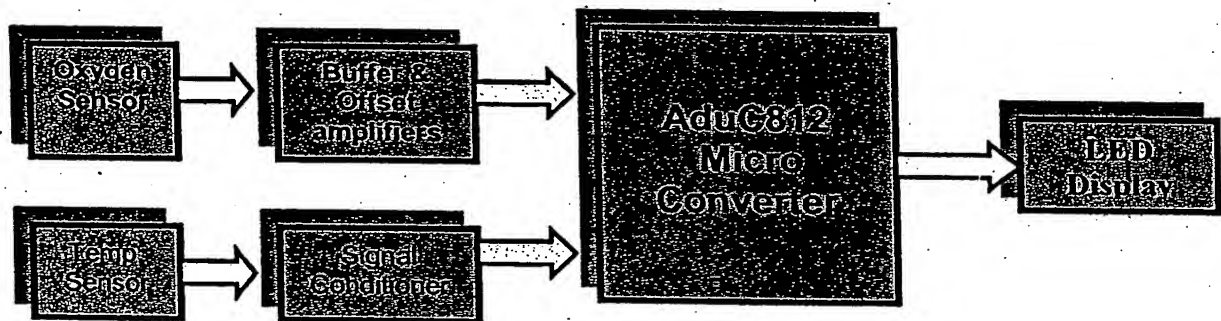 Oxygen
Sensor
Buffer &
Offset
amplifiers
AduC812
Micro
Converter
LED
Display
Temp
Sensor
Signal
Conditioner